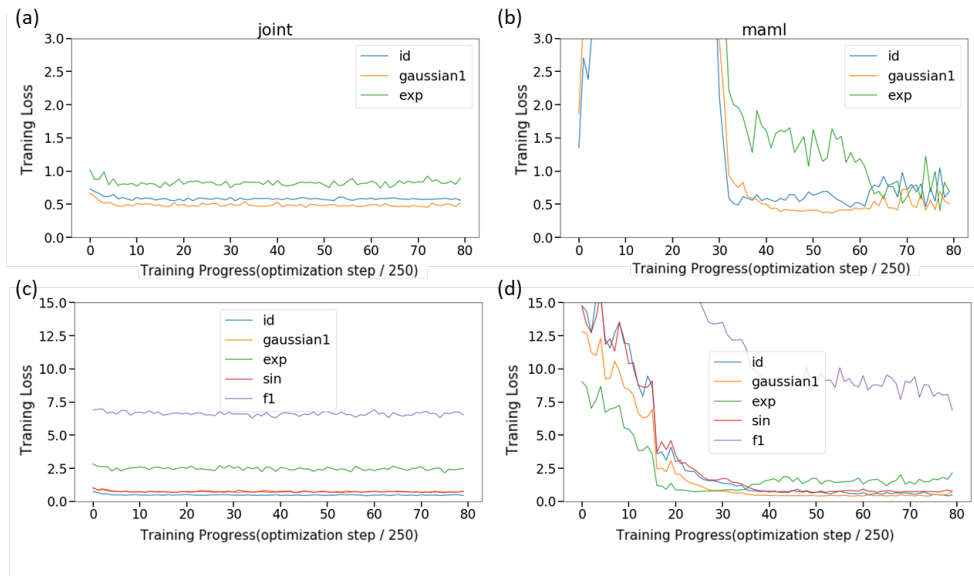 (a)
joint
3.0
2.5
2.0
1.5
1.0
0.5
0.0
Traning Loss
id
gaussian1
exp
0 10 20 30 40 50 60 70 80
Training Progress(optimization step / 250)
(b)
maml
3.0
2.5
2.0
1.5
1.0
0.5
0.0
Traning Loss
id
gaussian1
exp
0 10 20 30 40 50 60 70 80
Training Progress(optimization step / 250)
(c)
15.0
12.5
10.0
7.5
5.0
2.5
0.0
Traning Loss
id
gaussian1
exp
sin
f1
0 10 20 30 40 50 60 70 80
Training Progress(optimization step / 250)
(d)
15.0
12.5
10.0
7.5
5.0
2.5
0.0
Traning Loss
id
gaussian1
exp
sin
f1
0 10 20 30 40 50 60 70 80
Training Progress(optimization step / 250)